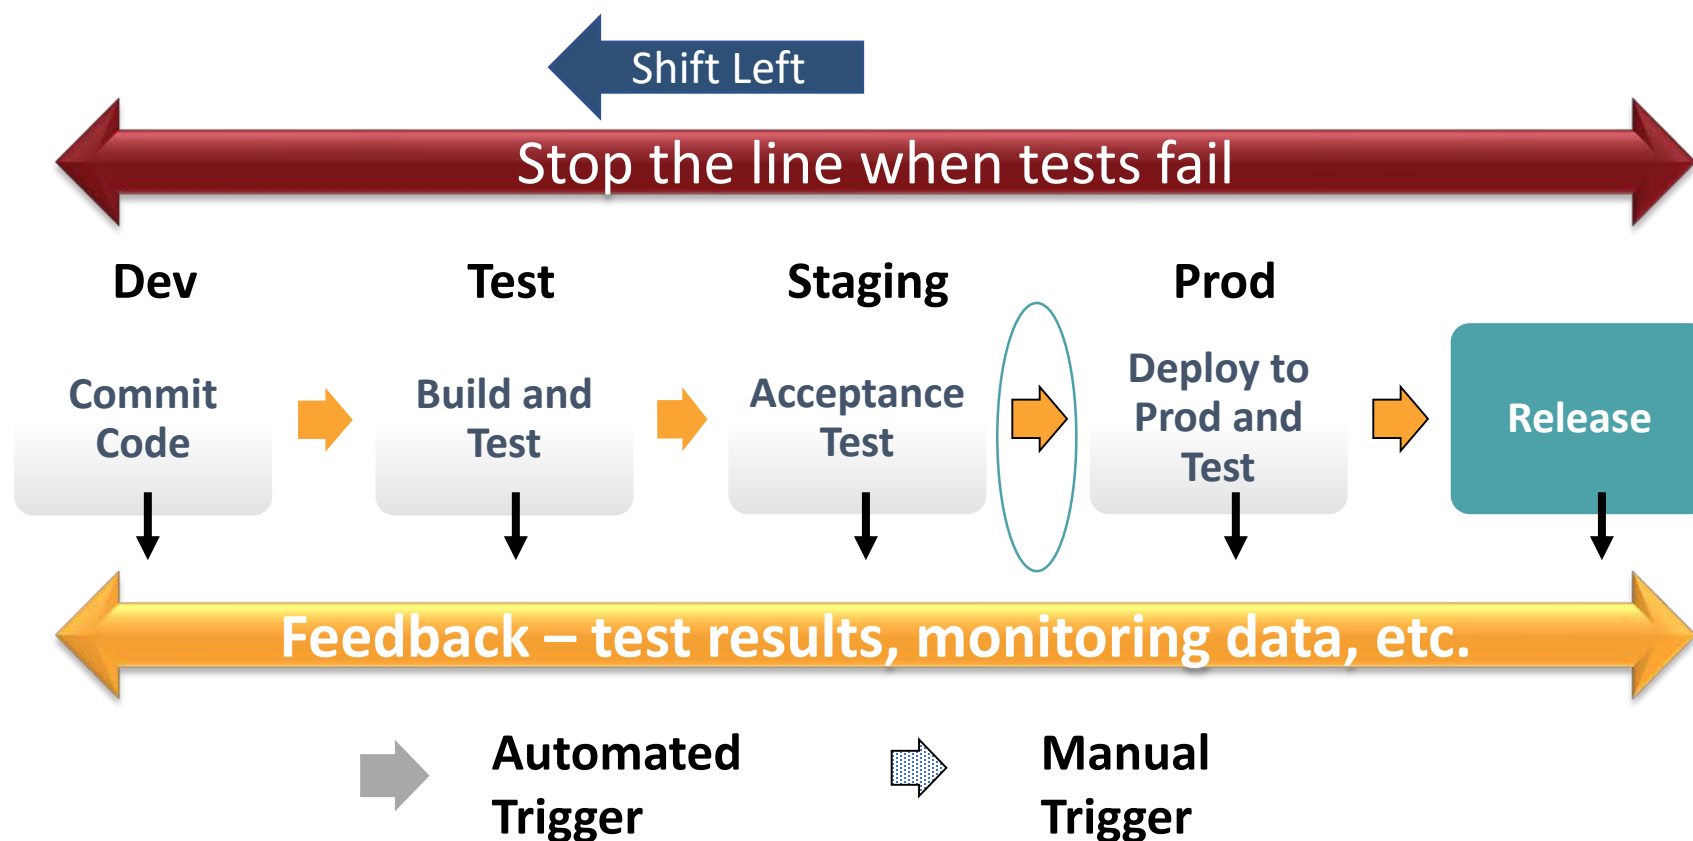 Shift Left
Stop the line when tests fail
Dev
Test
Staging
Prod
Commit
Code
Build and
Test
Acceptance
Test
Deploy to
Prod and
Test
Release
Feedback – test results, monitoring data, etc.
Automated
Trigger
Manual
Trigger